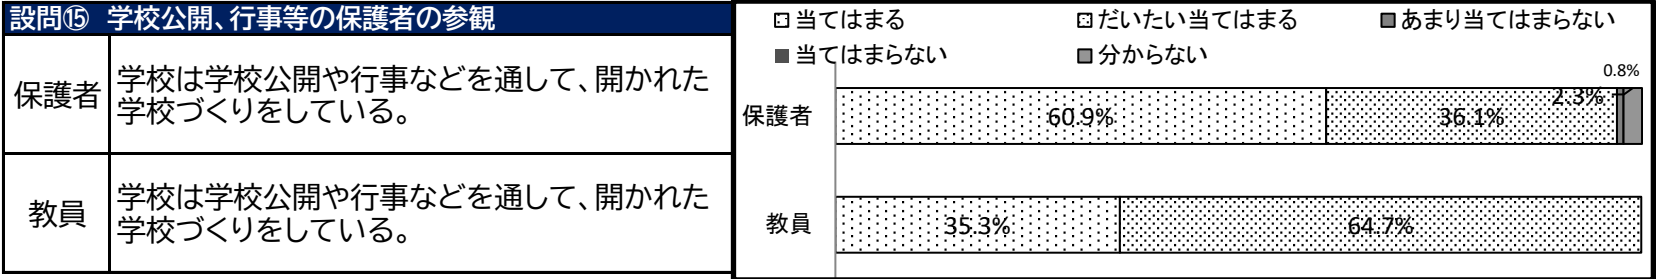 設問⑮ 学校公開、行事等の保護者の参観
保護者
学校は学校公開や行事などを通して、開かれた
学校づくりをしている。
教員
学校は学校公開や行事などを通して、開かれた
学校づくりをしている。
当てはまる
だいたい当てはまる
あまり当てはまらない
当てはまらない
分からない
0.8%
2.3%
保護者
60.9%
36.1%
教員
35.3%
64.7%